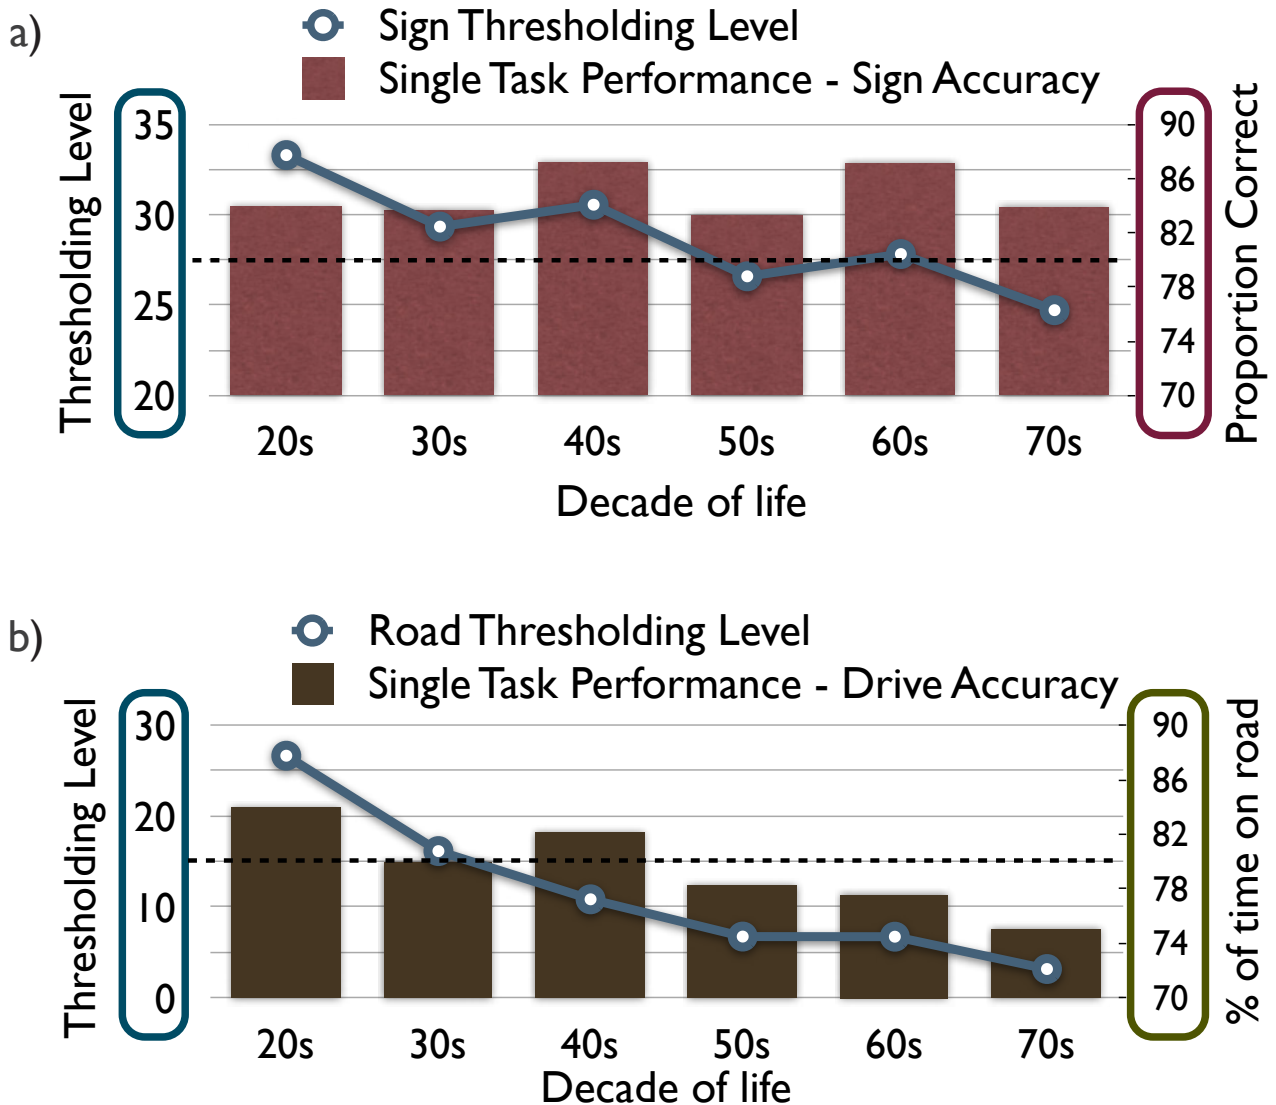 a)
Sign Thresholding Level
Single Task Performance - Sign Accuracy
Thresholding Level
35
30
25
20
90
86
82
78
74
70
Proportion Correct
20s 30s 40s 50s 60s 70s
Decade of life
b)
Road Thresholding Level
Single Task Performance - Drive Accuracy
Thresholding Level
30
20
10
0
90
86
82
78
74
70
% of time on road
20s 30s 40s 50s 60s 70s
Decade of life